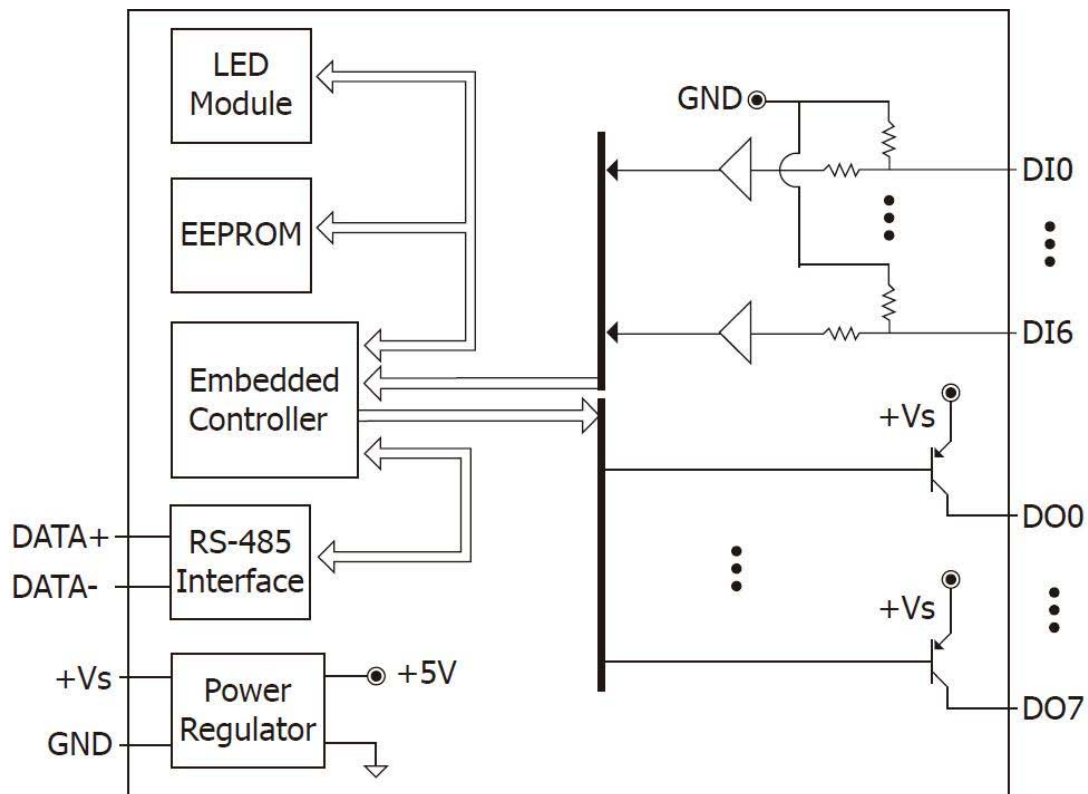 LED
Module
EEPROM
Embedded
Controller
DATA+
DATA-
RS-485
Interface
+Vs
GND
Power
Regulator
+5V
GND
DI0
DI6
+Vs
DO0
+Vs
DO7